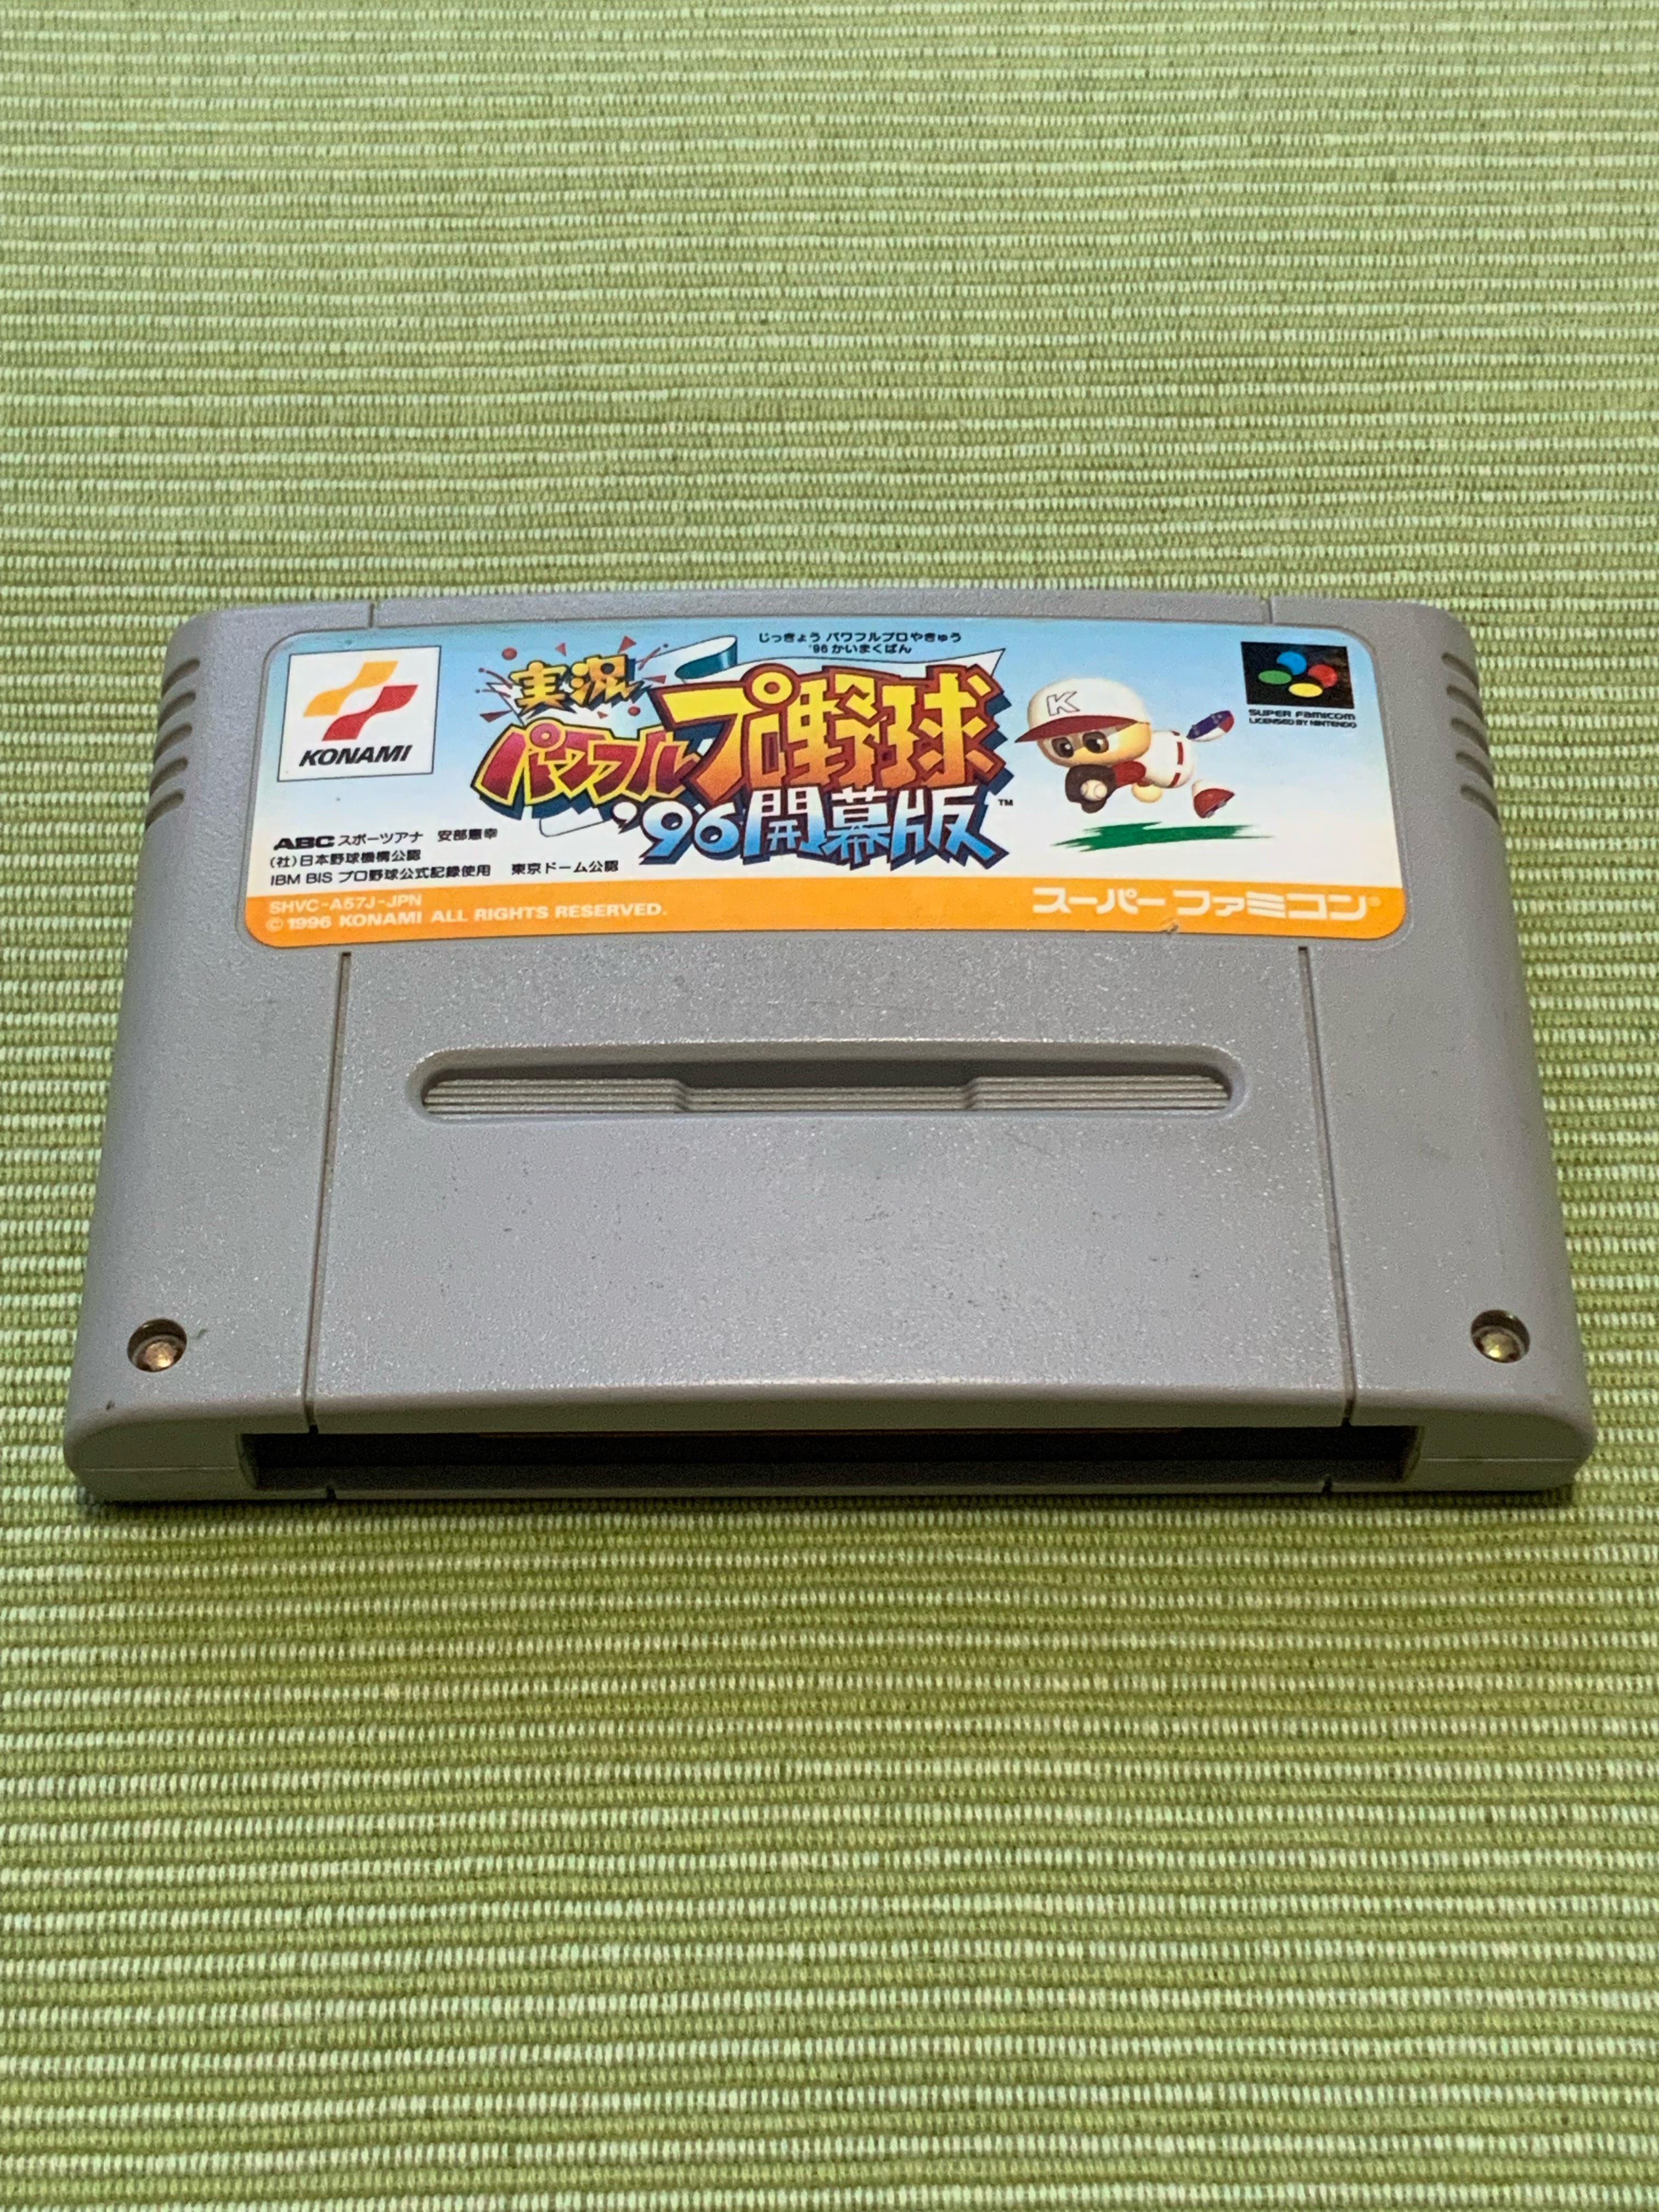 じっきょう パワフルプロやきゅう
'96 かいまくばん
KONAMI
実況
パワフルプロ野球
'96開幕版™
K
SUPER FAMICOM
LICENSED BY NINTENDO
ABCスポーツアナ 安部憲幸
(社)日本野球機構公認
IBM BIS プロ野球公式記録使用 東京ドーム公認
SHVC-A57J-JPN
© 1996 KONAMI ALL RIGHTS RESERVED.
スーパーファミコン®